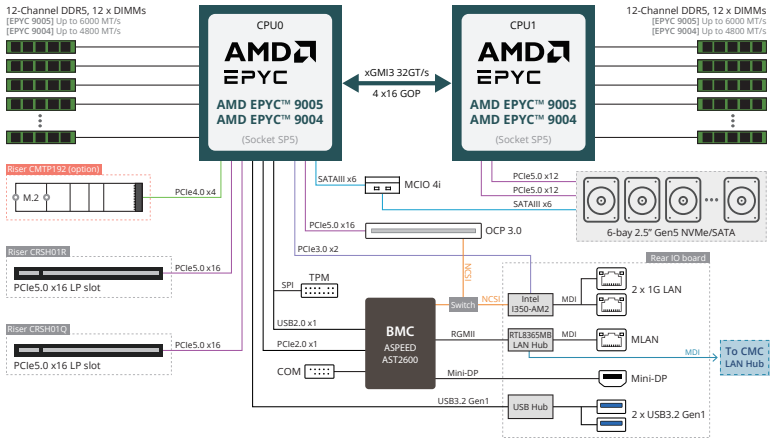 12-Channel DDR5, 12 x DIMMs
[EPYC 9005] Up to 6000 MT/s
[EPYC 9004] Up to 4800 MT/s
CPU0
AMD
EPYC
AMD EPYC™ 9005
AMD EPYC™ 9004
(Socket SP5)
xGMI3 32GT/s
4 x16 GOP
CPU1
AMD
EPYC
AMD EPYC™ 9005
AMD EPYC™ 9004
(Socket SP5)
12-Channel DDR5, 12 x DIMMs
[EPYC 9005] Up to 6000 MT/s
[EPYC 9004] Up to 4800 MT/s
Riser CMTP192 (option)
M.2
PCIe4.0 x4
SATAIII x6
MCIO 4i
PCIe5.0 x12
PCIe5.0 x12
SATAIII x6
6-bay 2.5” Gen5 NVMe/SATA
PCIe5.0 x16
OCP 3.0
PCIe3.0 x2
Riser CRSH01R
PCIe5.0 x16
PCIe5.0 x16 LP slot
Rear IO board
NCSI
SPI
TPM
Switch
NCSI
Intel
I350-AM2
MDI
2 x 1G LAN
Riser CRSH01Q
PCIe5.0 x16
PCIe5.0 x16 LP slot
USB2.0 x1
PCIe2.0 x1
COM
BMC
ASPEED
AST2600
RGMII
RTL8365MB
LAN Hub
MDI
MLAN
MDI
To CMC
LAN Hub
Mini-DP
Mini-DP
USB3.2 Gen1
USB Hub
2 x USB3.2 Gen1